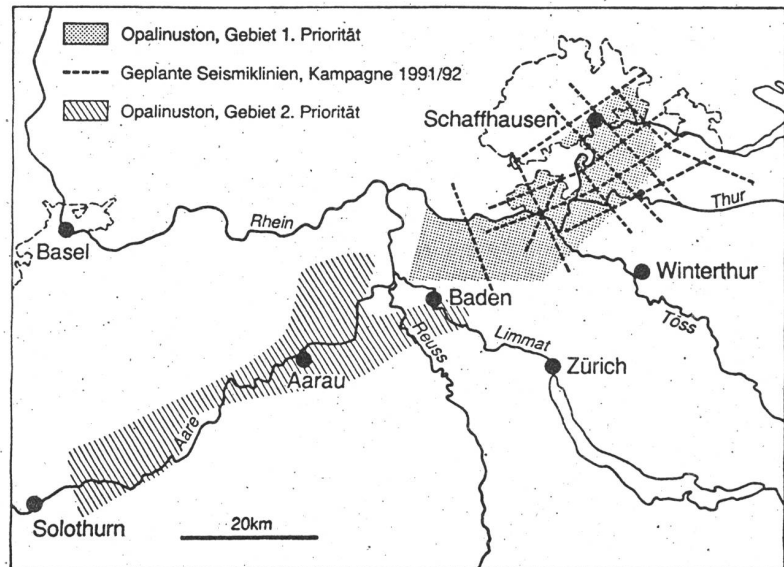 Opalinuston, Gebiet 1. Priorität
Geplante Seismiklinien, Kampagne 1991/92
Opalinuston, Gebiet 2. Priorität
Schaffhausen
Thur
Rhein
Basel
Winterthur
Baden
Töss
Limmat
Reuss
Zürich
Aarau
Aare
Solothurn
20km